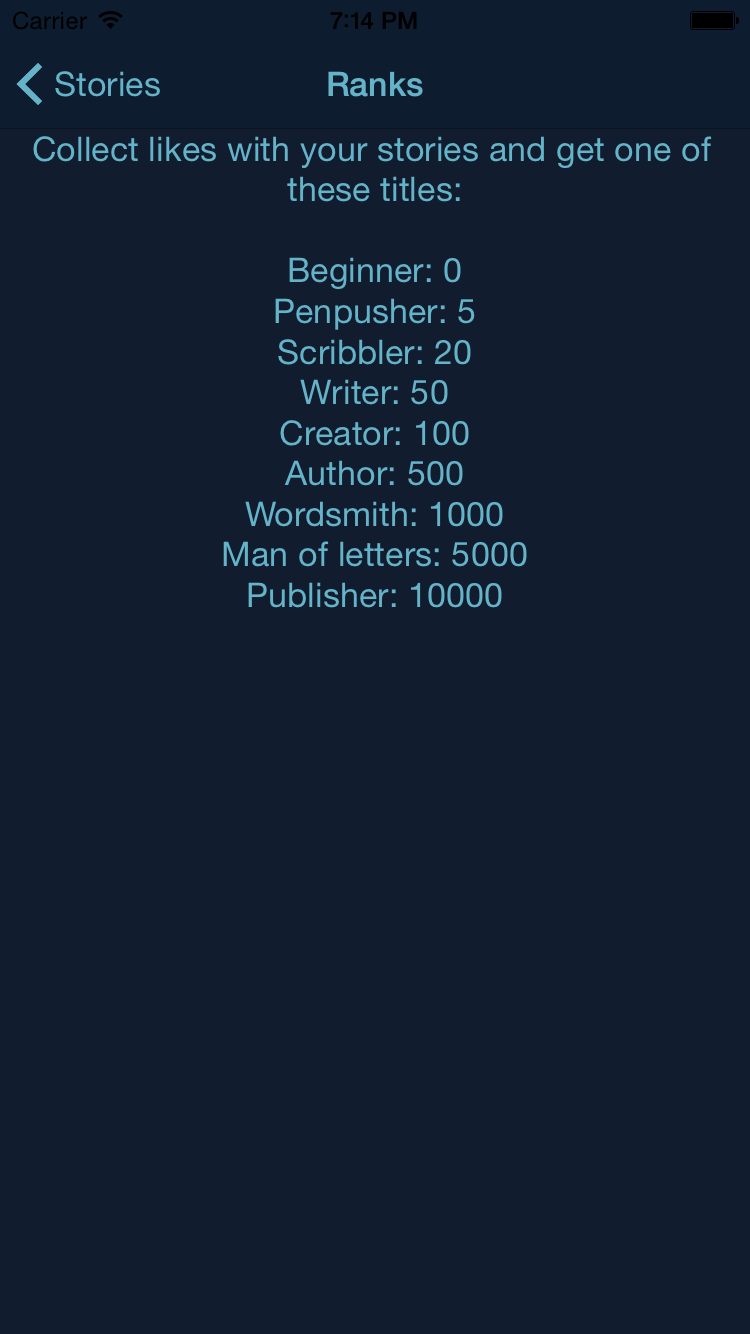 Carrier 7:14 PM
Stories Ranks
Collect likes with your stories and get one of
these titles:
Beginner: 0
Penpusher: 5
Scribbler: 20
Writer: 50
Creator: 100
Author: 500
Wordsmith: 1000
Man of letters: 5000
Publisher: 10000